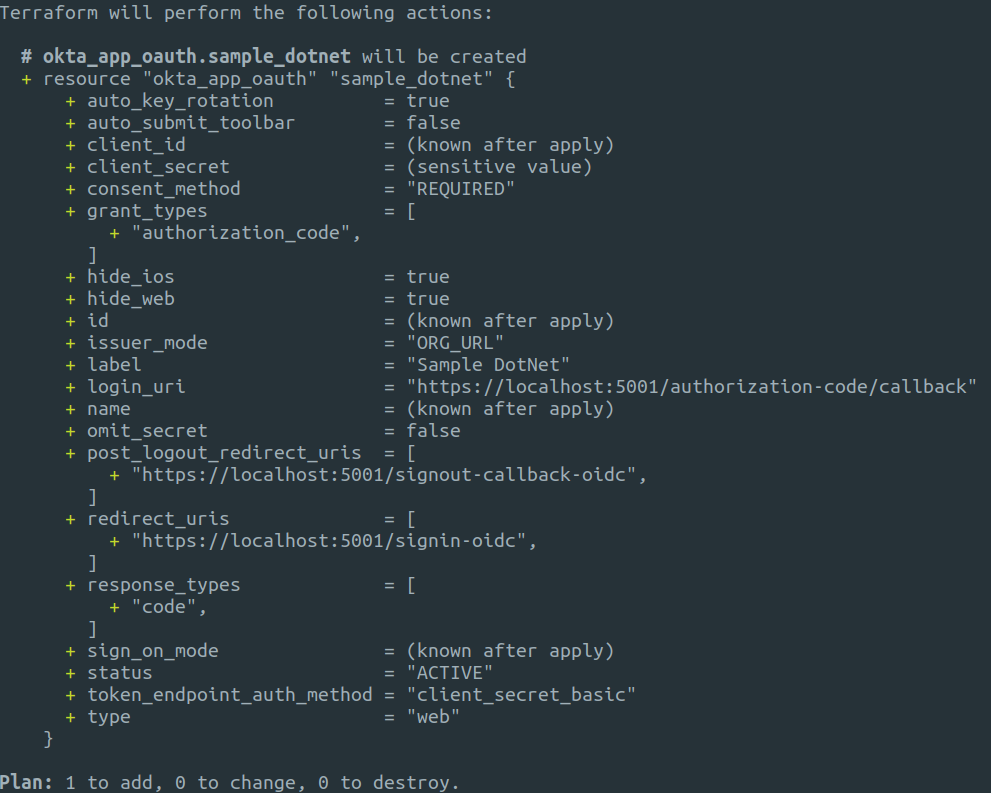 Terraform will perform the following actions:

  # okta_app_oauth.sample_dotnet will be created
  + resource "okta_app_oauth" "sample_dotnet" {
      + auto_key_rotation          = true
      + auto_submit_toolbar        = false
      + client_id                  = (known after apply)
      + client_secret              = (sensitive value)
      + consent_method             = "REQUIRED"
      + grant_types                = [
          + "authorization_code",
        ]
      + hide_ios                   = true
      + hide_web                   = true
      + id                         = (known after apply)
      + issuer_mode                = "ORG_URL"
      + label                      = "Sample DotNet"
      + login_uri                  = "https://localhost:5001/authorization-code/callback"
      + name                       = (known after apply)
      + omit_secret                = false
      + post_logout_redirect_uris  = [
          + "https://localhost:5001/signout-callback-oidc",
        ]
      + redirect_uris              = [
          + "https://localhost:5001/signin-oidc",
        ]
      + response_types             = [
          + "code",
        ]
      + sign_on_mode               = (known after apply)
      + status                     = "ACTIVE"
      + token_endpoint_auth_method = "client_secret_basic"
      + type                       = "web"
    }

Plan: 1 to add, 0 to change, 0 to destroy.